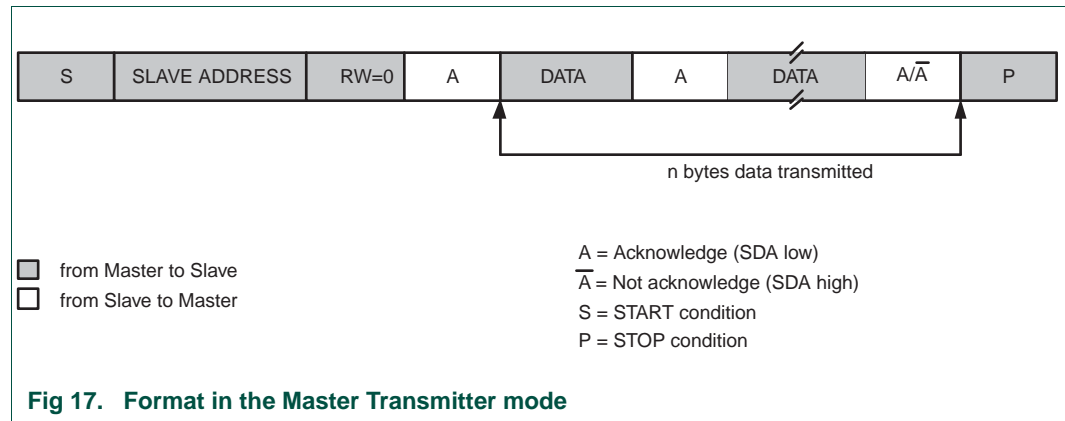 S SLAVE ADDRESS RW=0 A DATA A DATA A/A̅ P
n bytes data transmitted
from Master to Slave
from Slave to Master
A = Acknowledge (SDA low)
A̅ = Not acknowledge (SDA high)
S = START condition
P = STOP condition
Fig 17. Format in the Master Transmitter mode